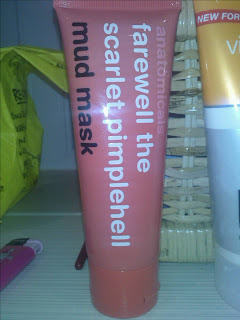 anatomicals
farewell the
scarlet pimplehell
mud mask
NEW FOR